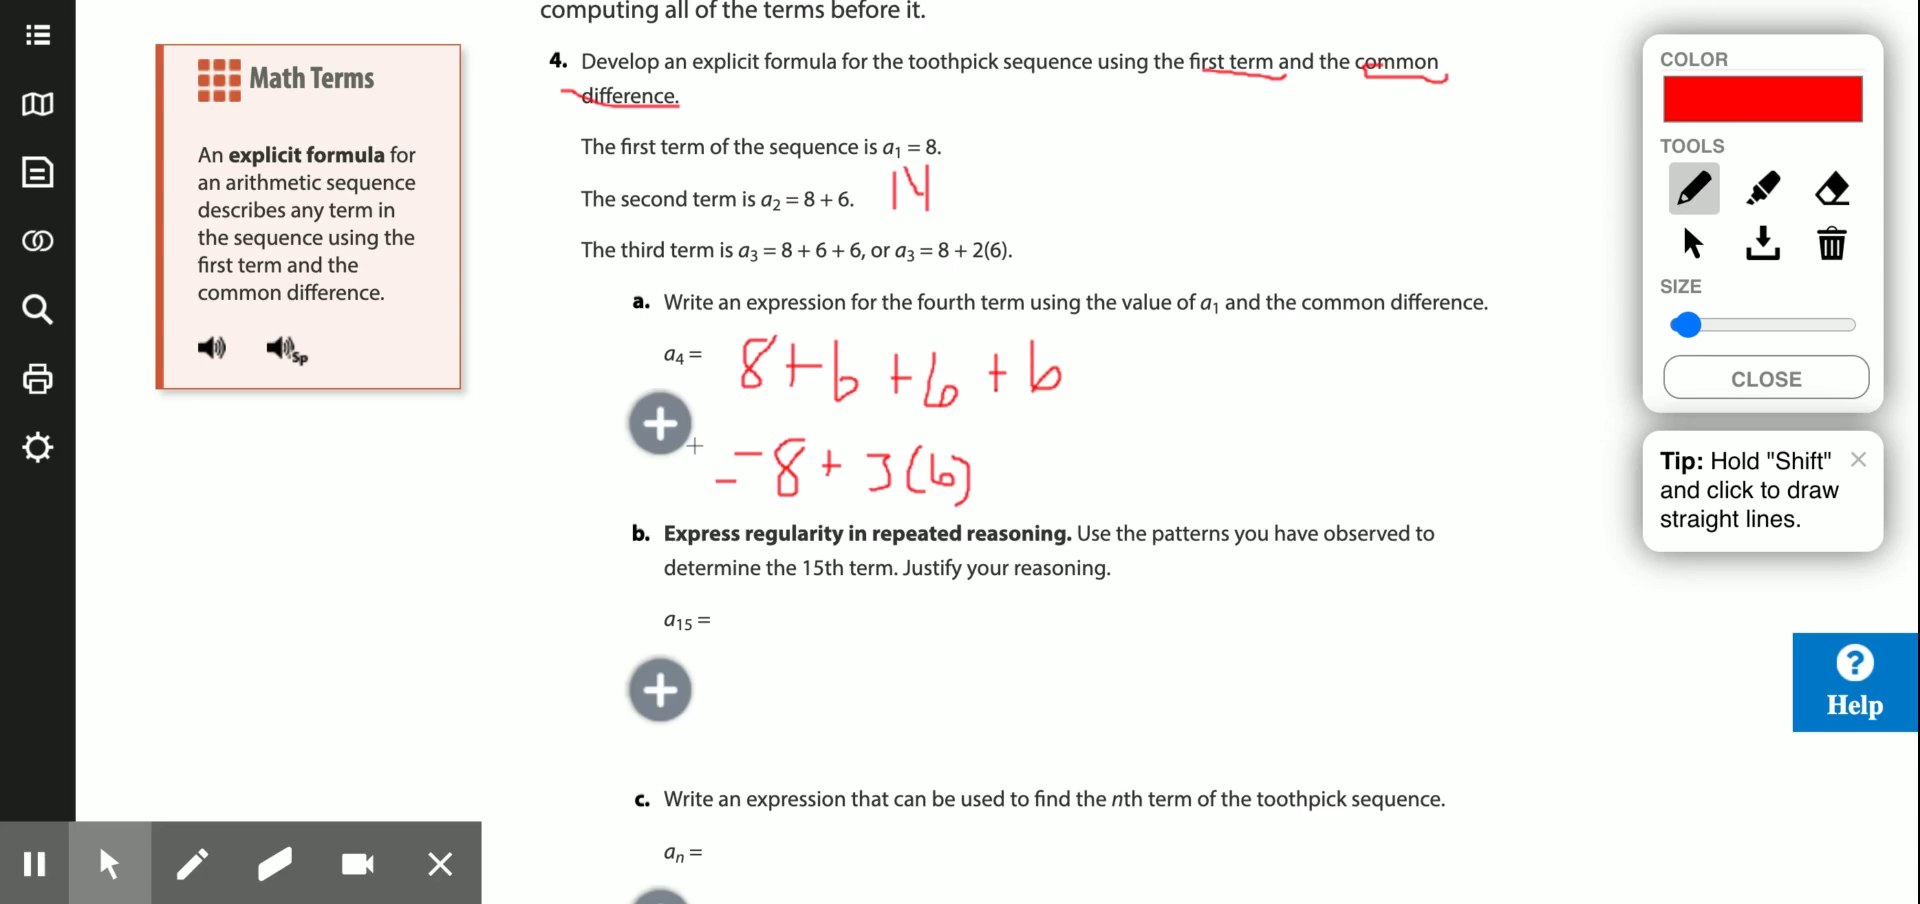 computing all of the terms before it.
Math Terms
An explicit formula for
an arithmetic sequence
describes any term in
the sequence using the
first term and the
common difference.
Sp
4. Develop an explicit formula for the toothpick sequence using the first term and the common
difference.
The first term of the sequence is a₁ = 8.
14
The second term is a₂ = 8 + 6.
The third term is a₃ = 8 + 6 + 6, or a₃ = 8 + 2(6).
a. Write an expression for the fourth term using the value of a₁ and the common difference.
a₄ = 8 + 6 + 6 + 6
= 8 + 3(6)
b. Express regularity in repeated reasoning. Use the patterns you have observed to
determine the 15th term. Justify your reasoning.
a₁₅ =
c. Write an expression that can be used to find the nth term of the toothpick sequence.
aₙ =
COLOR
TOOLS
SIZE
CLOSE
Tip: Hold "Shift"
and click to draw
straight lines.
Help